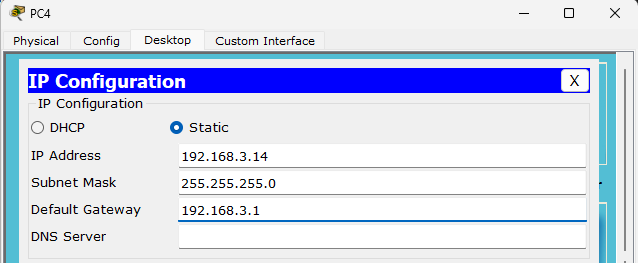 PC4
Physical Config Desktop Custom Interface
IP Configuration X
IP Configuration
DHCP Static
IP Address 192.168.3.14
Subnet Mask 255.255.255.0
Default Gateway 192.168.3.1
DNS Server